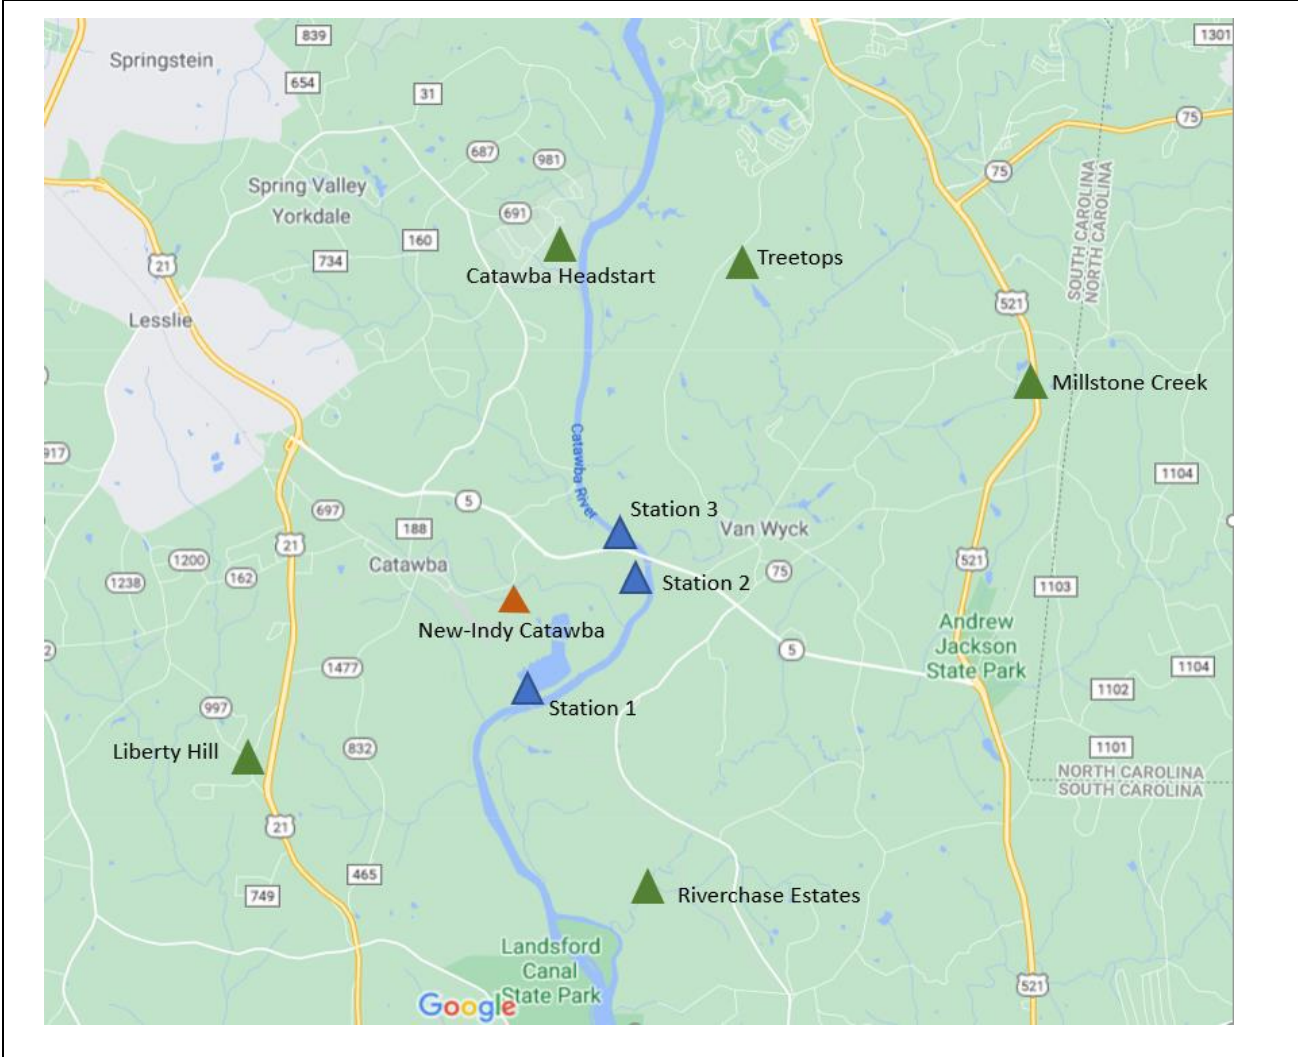 839
1301
Springstein
654
31
75
687
981
75
Spring Valley
Yorkdale
691
160
734
21
SOUTH CAROLINA
NORTH CAROLINA
Catawba Headstart
Treetops
521
Lesslie
Millstone Creek
917
Catawba River
1104
5
697
188
Station 3
Van Wyck
21
1200
162
1238
Catawba
Station 2
75
521
1103
New-Indy Catawba
Andrew
Jackson
State Park
2
5
1477
1104
1102
997
Station 1
Liberty Hill
832
1101
NORTH CAROLINA
SOUTH CAROLINA
21
465
749
Riverchase Estates
Landsford
Canal
State Park
Google
521